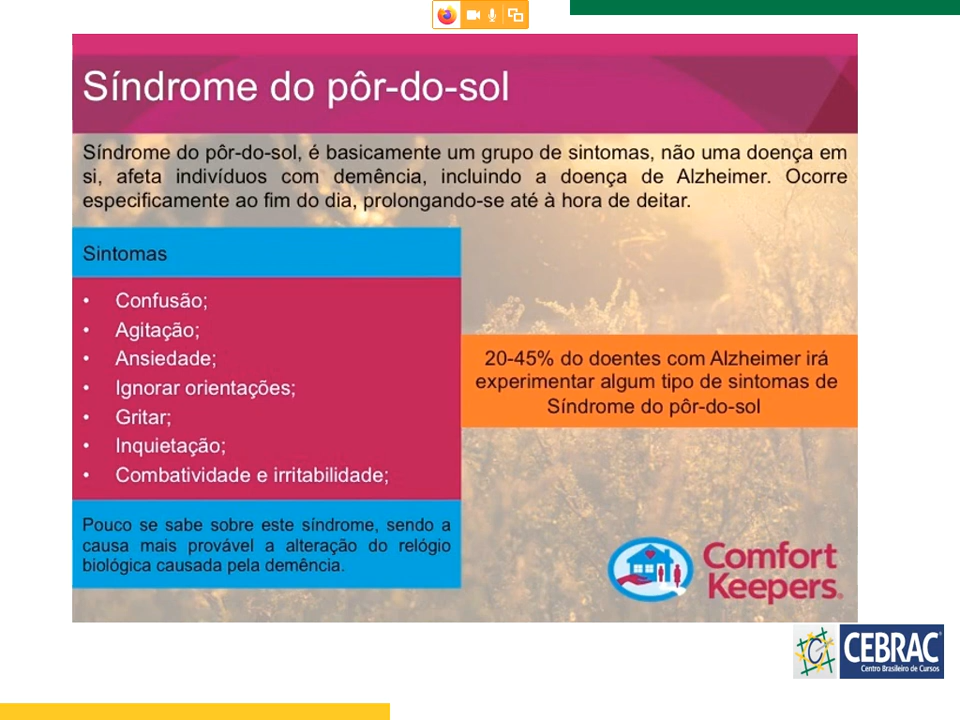 Síndrome do pôr-do-sol
Síndrome do pôr-do-sol, é basicamente um grupo de sintomas, não uma doença em
si, afeta indivíduos com demência, incluindo a doença de Alzheimer. Ocorre
especificamente ao fim do dia, prolongando-se até à hora de deitar.
Sintomas
• Confusão;
• Agitação;
• Ansiedade;
• Ignorar orientações;
• Gritar;
• Inquietação;
• Combatividade e irritabilidade;
20-45% do doentes com Alzheimer irá
experimentar algum tipo de sintomas de
Síndrome do pôr-do-sol
Pouco se sabe sobre este síndrome, sendo a
causa mais provável a alteração do relógio
biológica causada pela demência.
Comfort
Keepers®
CEBRAC
Centro Brasileiro de Cursos